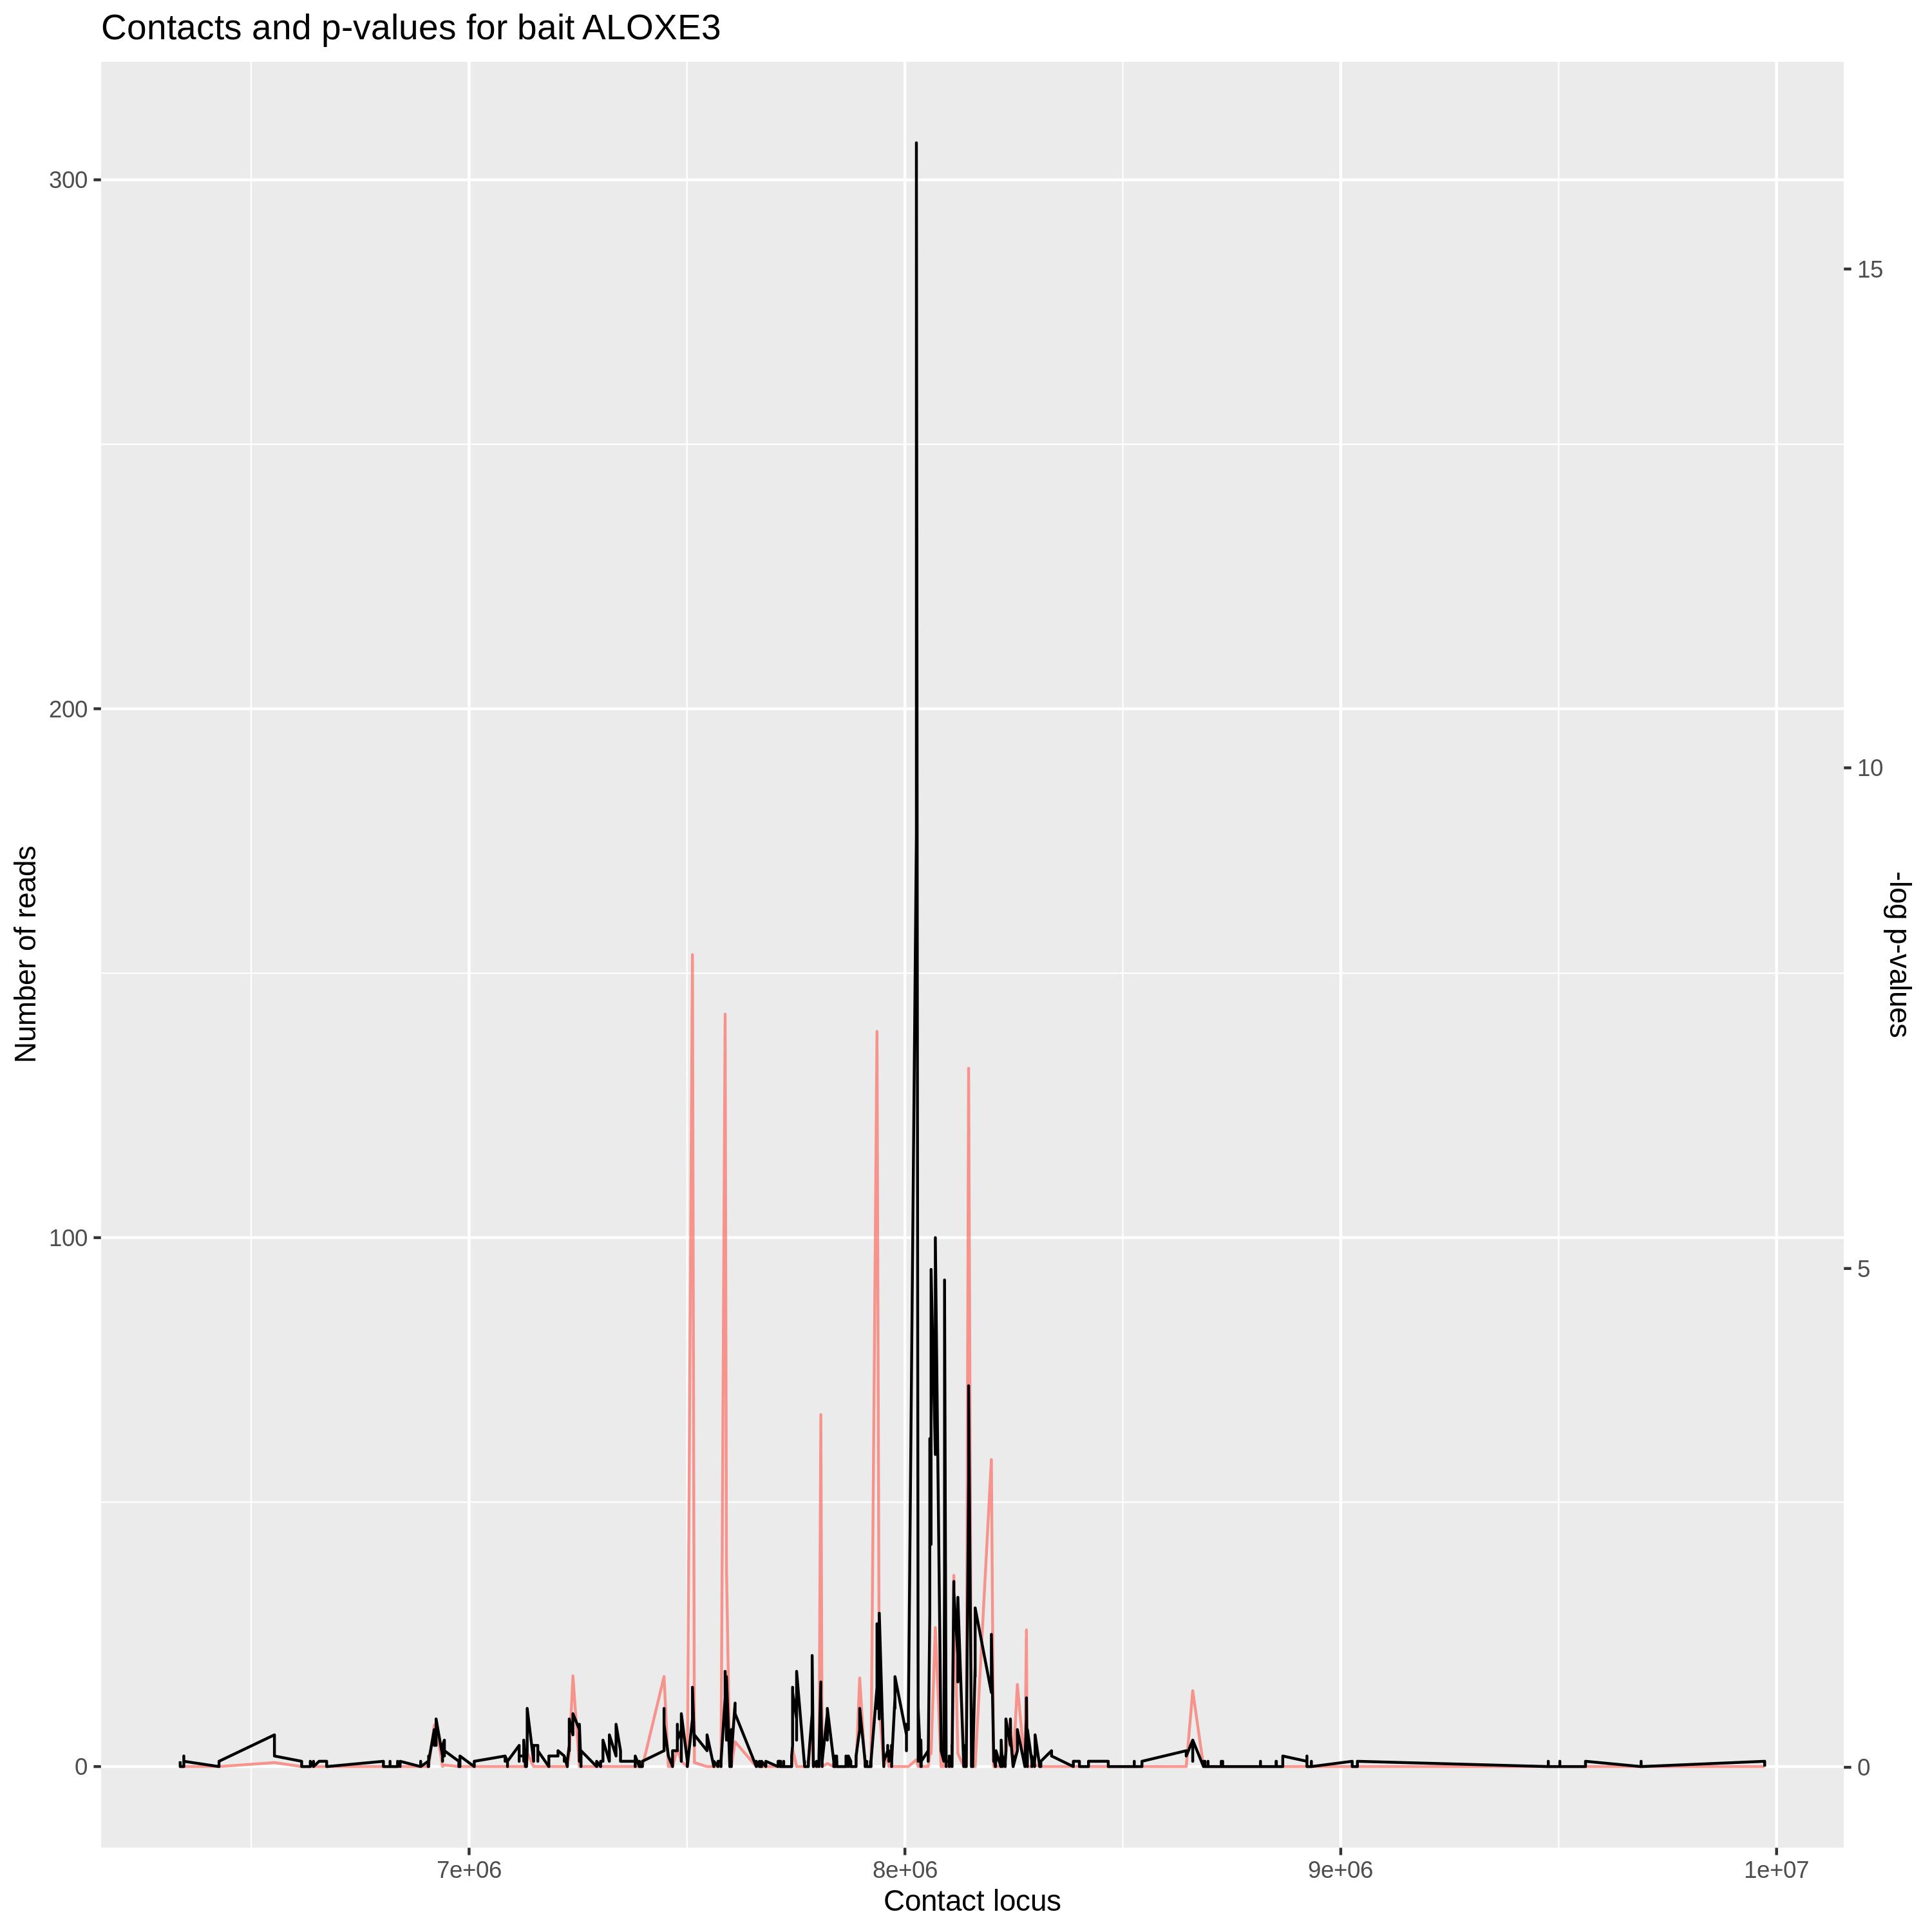 Contacts and p-values for bait ALOXE3
300
200
100
0
Number of reads
15
10
5
0
-log p-values
7e+06
8e+06
9e+06
1e+07
Contact locus